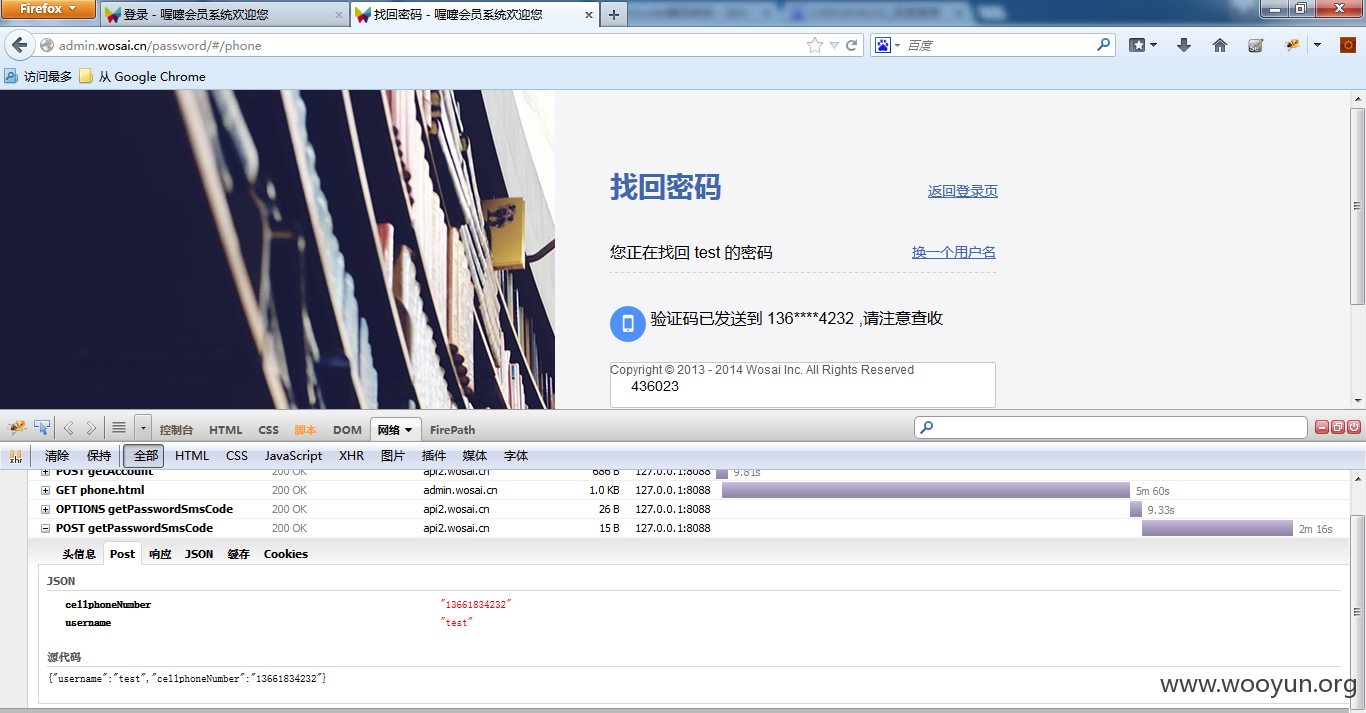 Firefox
登录 - 喔噻会员系统欢迎您
找回密码 - 喔噻会员系统欢迎您
admin.wosai.cn/password/#/phone
百度
访问最多
从 Google Chrome
找回密码
返回登录页
您正在找回 test 的密码
换一个用户名
验证码已发送到 136****4232 ,请注意查收
Copyright © 2013 - 2014 Wosai Inc. All Rights Reserved
436023
控制台 HTML CSS 脚本 DOM 网络 FirePath
xhr 清除 保持 全部 HTML CSS JavaScript XHR 图片 插件 媒体 字体
POST getAccount 200 OK api2.wosai.cn 686 B 127.0.0.1:8088 9.81s
GET phone.html 200 OK admin.wosai.cn 1.0 KB 127.0.0.1:8088 5m 60s
OPTIONS getPasswordSmsCode 200 OK api2.wosai.cn 26 B 127.0.0.1:8088 9.33s
POST getPasswordSmsCode 200 OK api2.wosai.cn 15 B 127.0.0.1:8088 2m 16s
头信息 Post 响应 JSON 缓存 Cookies
JSON
cellphoneNumber "13661834232"
username "test"
源代码
{"username":"test","cellphoneNumber":"13661834232"}
www.wooyun.org